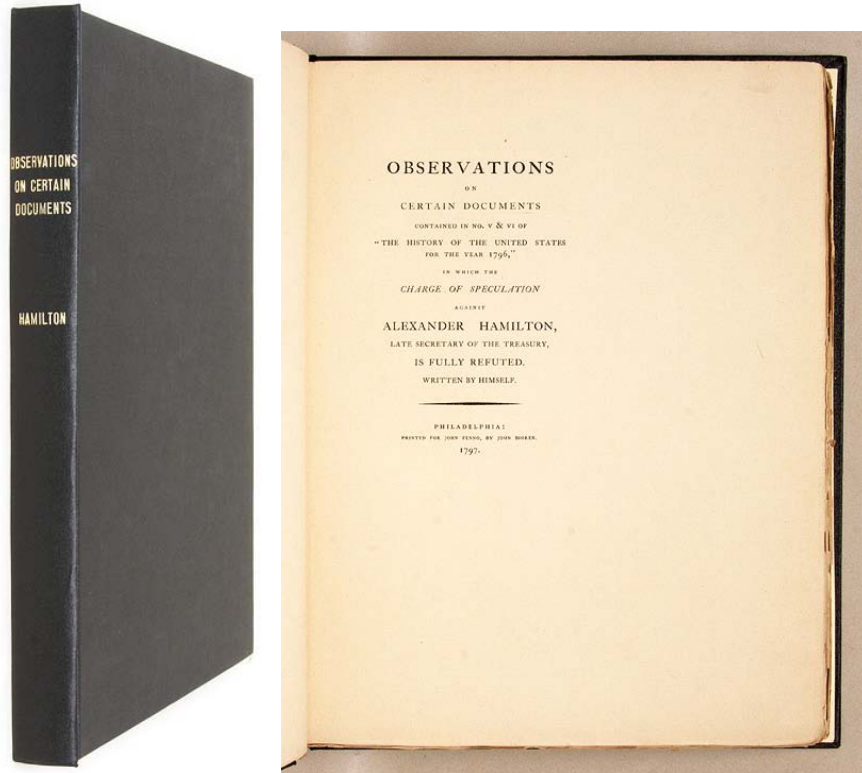 OBSERVATIONS
ON CERTAIN
DOCUMENTS
HAMILTON
OBSERVATIONS
ON
CERTAIN DOCUMENTS
CONTAINED IN NO. V & VI OF
"THE HISTORY OF THE UNITED STATES
FOR THE YEAR 1796,"
IN WHICH THE
CHARGE OF SPECULATION
AGAINST
ALEXANDER HAMILTON,
LATE SECRETARY OF THE TREASURY,
IS FULLY REFUTED.
WRITTEN BY HIMSELF.
PHILADELPHIA:
PRINTED FOR JOHN FENNO, BY JOHN BIOREN.
1797.